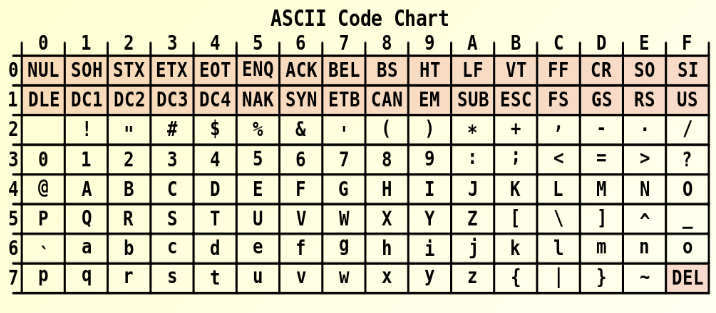 ASCII Code Chart
0 1 2 3 4 5 6 7 8 9 A B C D E F
0 NUL SOH STX ETX EOT ENQ ACK BEL BS HT LF VT FF CR SO SI
1 DLE DC1 DC2 DC3 DC4 NAK SYN ETB CAN EM SUB ESC FS GS RS US
2 ! " # $ % & ' ( ) * + , - . /
3 0 1 2 3 4 5 6 7 8 9 : ; < = > ?
4 @ A B C D E F G H I J K L M N O
5 P Q R S T U V W X Y Z [ \ ] ^ _
6 ` a b c d e f g h i j k l m n o
7 p q r s t u v w x y z { | } ~ DEL